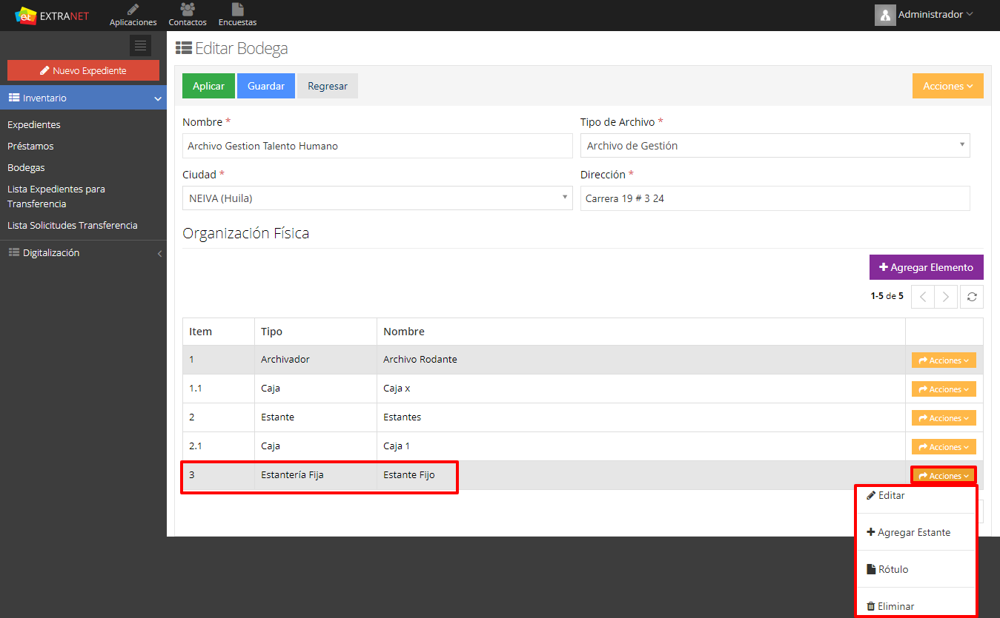 et EXTRANET
Aplicaciones
Contactos
Encuestas
Administrador
Nuevo Expediente
Inventario
Expedientes
Préstamos
Bodegas
Lista Expedientes para
Transferencia
Lista Solicitudes Transferencia
Digitalización
Editar Bodega
Aplicar Guardar Regresar Acciones
Nombre * Tipo de Archivo *
Archivo Gestion Talento Humano Archivo de Gestión
Ciudad * Dirección *
NEIVA (Huila) Carrera 19 # 3 24
Organización Física
Agregar Elemento
1-5 de 5
Item Tipo Nombre
1 Archivador Archivo Rodante Acciones
1.1 Caja Caja x Acciones
2 Estante Estantes Acciones
2.1 Caja Caja 1 Acciones
3 Estantería Fija Estante Fijo Acciones
Editar
Agregar Estante
Rótulo
Eliminar